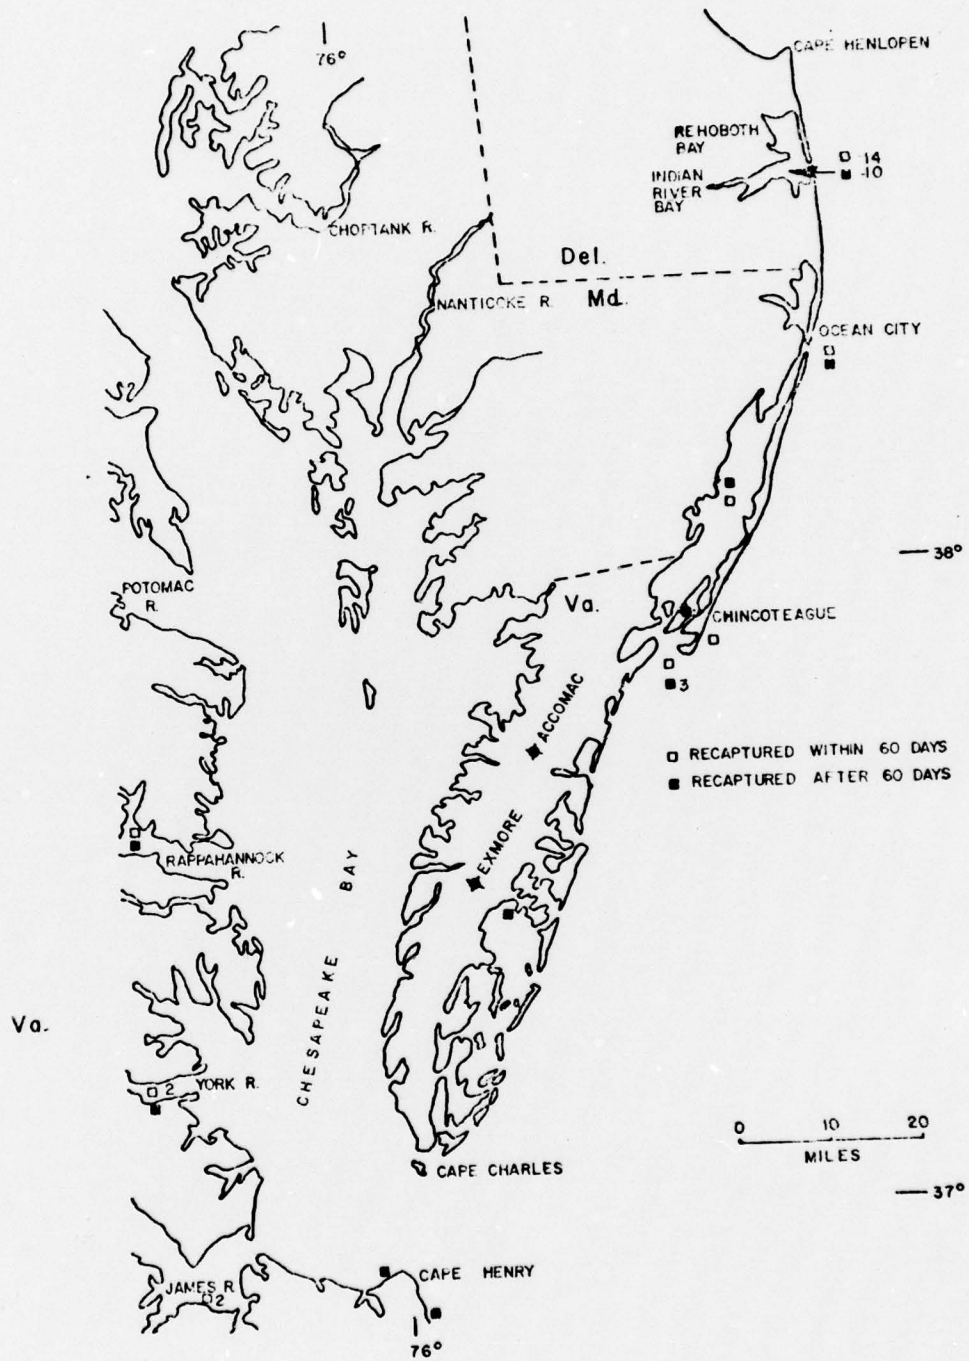 76°
CAPE HENLOPEN
REHOBOTH
BAY
14
10
INDIAN
RIVER
BAY
CHOPTANK R.
Del.
NANTICOKE R.
Md.
OCEAN CITY
38°
POTOMAC
R.
Va.
CHINCOTEAGUE
3
ACCOMAC
RECAPTURED WITHIN 60 DAYS
RECAPTURED AFTER 60 DAYS
EXMORE
RAPPAHANNOCK
R.
CHESAPEAKE BAY
Va.
2
YORK R.
0 10 20
MILES
CAPE CHARLES
37°
CAPE HENRY
JAMES R
2
76°